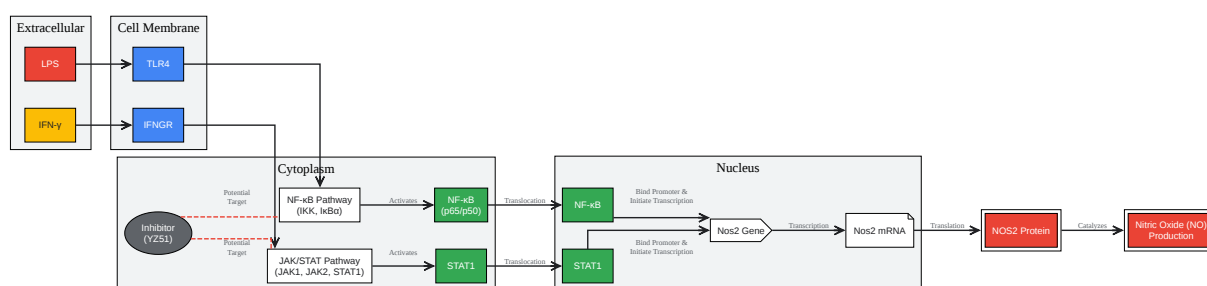 Extracellular
Cell Membrane
LPS
TLR4
IFN-γ
IFNGR
Cytoplasm
Nucleus
Potential
Target
NF-κB Pathway
(IKK, IκBα)
Activates
NF-κB
(p65/p50)
Translocation
NF-κB
Bind Promoter &
Initiate Transcription
Inhibitor
(YZ51)
Nos2 Gene
Transcription
Nos2 mRNA
Translation
NOS2 Protein
Catalyzes
Nitric Oxide (NO)
Production
Potential
Target
JAK/STAT Pathway
(JAK1, JAK2, STAT1)
Activates
STAT1
Translocation
STAT1
Bind Promoter &
Initiate Transcription